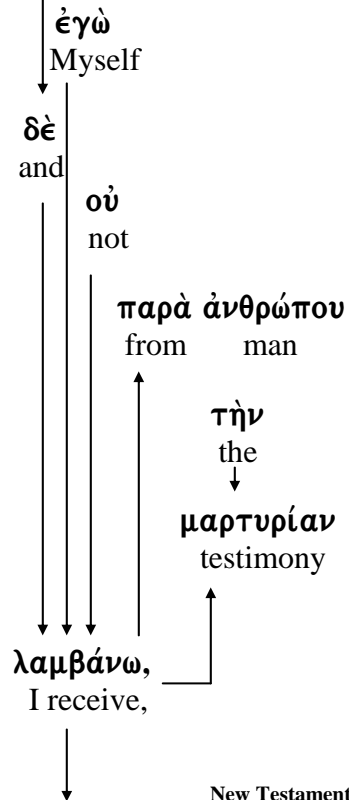 ἐγὼ
Myself
δὲ
and
οὐ
not
παρὰ ἀνθρώπου
from man
τὴν
the
μαρτυρίαν
testimony
λαμβάνω,
I receive,
New Testament